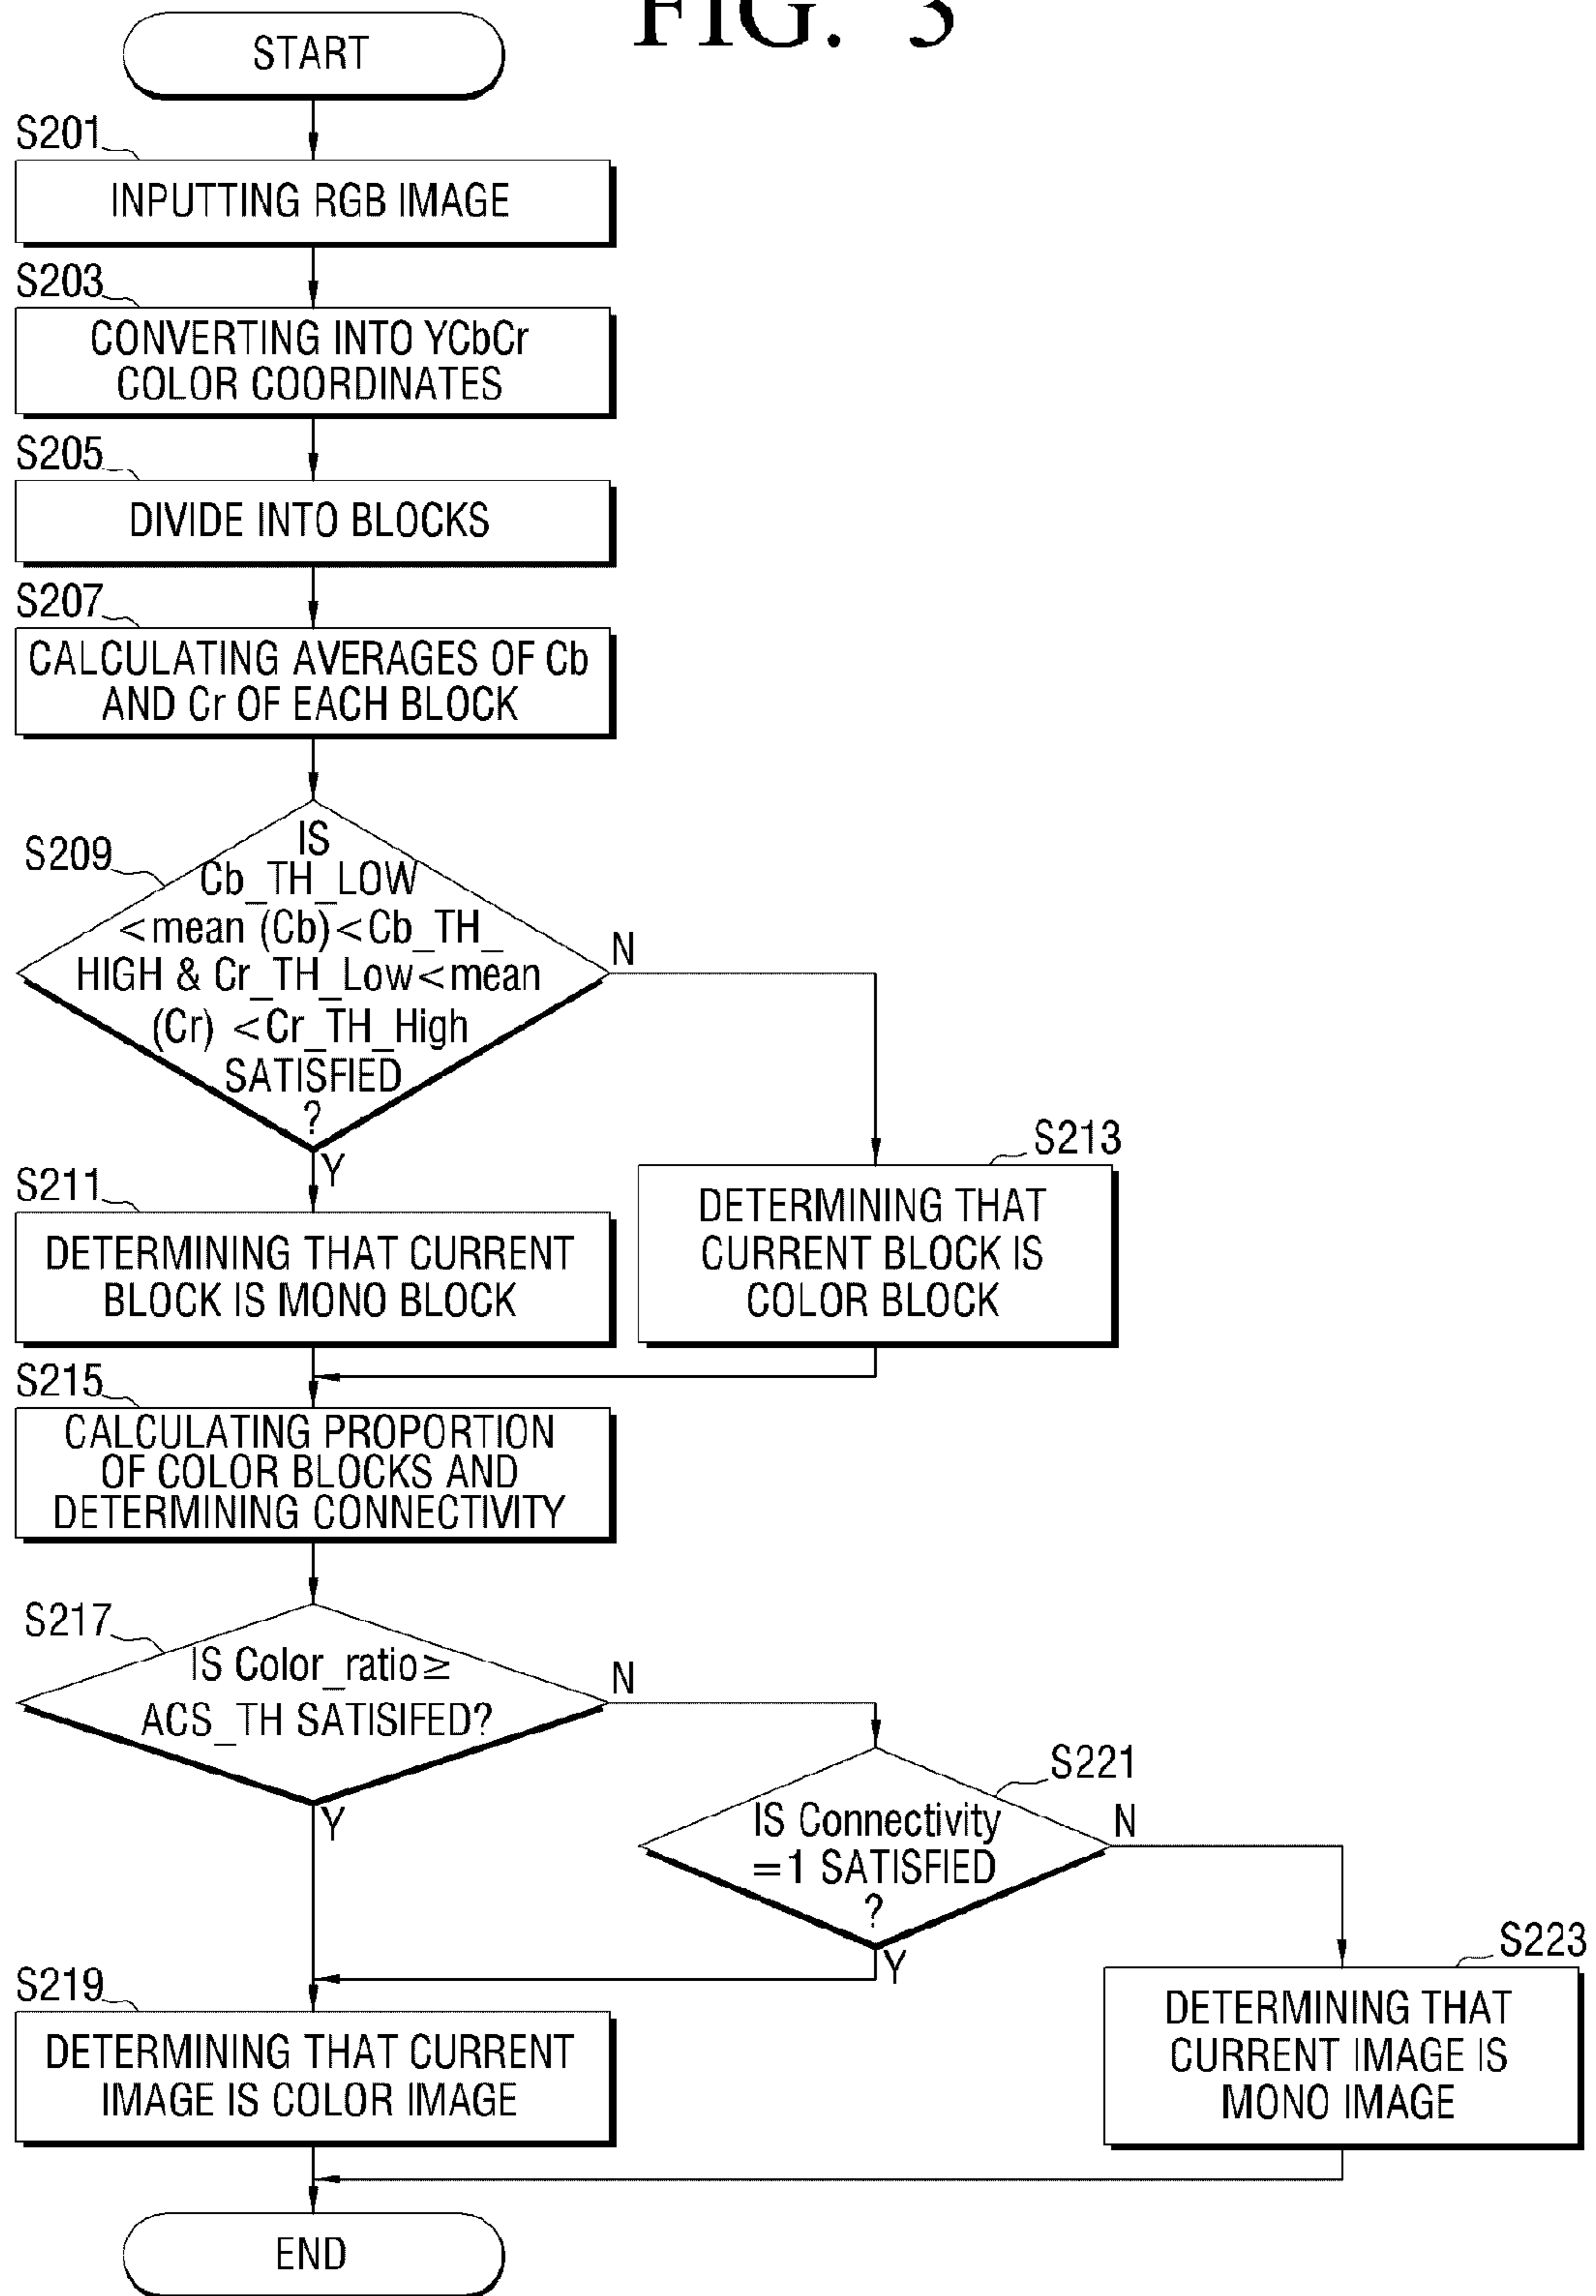 FIG. 3
START
S201
INPUTTING RGB IMAGE
S203
CONVERTING INTO YCbCr
COLOR COORDINATES
S205
DIVIDE INTO BLOCKS
S207
CALCULATING AVERAGES OF Cb
AND Cr OF EACH BLOCK
S209
IS
Cb_TH_LOW
<mean (Cb)<Cb_TH_
HIGH & Cr_TH_Low<mean
(Cr) <Cr_TH_High
SATISFIED
?
N
Y
S211
DETERMINING THAT CURRENT
BLOCK IS MONO BLOCK
S213
DETERMINING THAT
CURRENT BLOCK IS
COLOR BLOCK
S215
CALCULATING PROPORTION
OF COLOR BLOCKS AND
DETERMINING CONNECTIVITY
S217
IS Color_ratio≥
ACS_TH SATISIFED?
N
Y
S221
IS Connectivity
=1 SATISFIED
?
N
Y
S219
DETERMINING THAT CURRENT
IMAGE IS COLOR IMAGE
S223
DETERMINING THAT
CURRENT IMAGE IS
MONO IMAGE
END